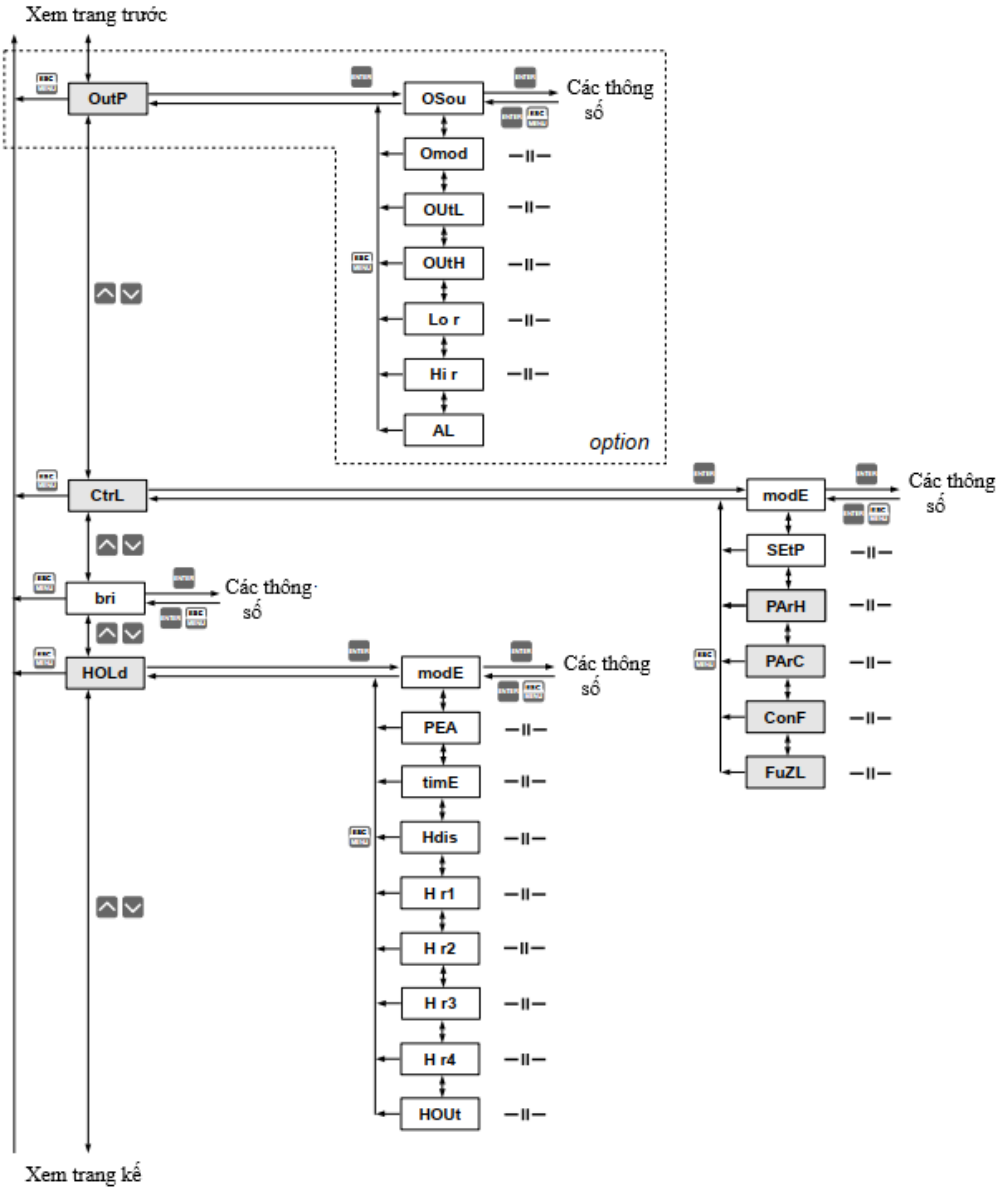 Xem trang trước
ESC
MENU
ENTER
ENTER
OutP
OSou
Các thông
số
ENTER
ESC
MENU
Omod
—II—
OUtL
—II—
ESC
MENU
OUtH
—II—
Lo r
—II—
Hi r
—II—
AL
option
ESC
MENU
ENTER
ENTER
CtrL
modE
Các thông
số
ENTER
ESC
MENU
SEtP
—II—
ESC
MENU
ENTER
bri
Các thông
số
ENTER
ESC
MENU
PArH
—II—
ESC
MENU
ENTER
ENTER
HOLd
modE
Các thông
số
ENTER
ESC
MENU
ESC
MENU
PArC
—II—
PEA
—II—
ConF
—II—
timE
—II—
FuZL
—II—
ESC
MENU
Hdis
—II—
H r1
—II—
H r2
—II—
H r3
—II—
H r4
—II—
HOUt
—II—
Xem trang kế